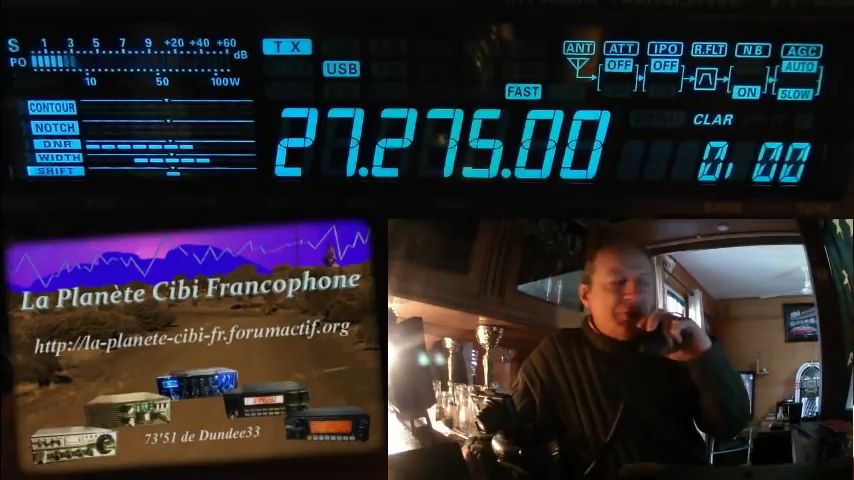 S 1 3 5 7 9 +20 +40 +60 dB
PO
10 50 100W
TX
USB
FAST
ANT ATT IPO R.FLT NB AGC
OFF OFF AUTO
ON SLOW
CONTOUR
NOTCH
DNR
WIDTH
SHIFT
27.275.00
CLAR
0,00
La Planète Cibi Francophone
http://la-planete-cibi-fr.forumactif.org
73'51 de Dundee33